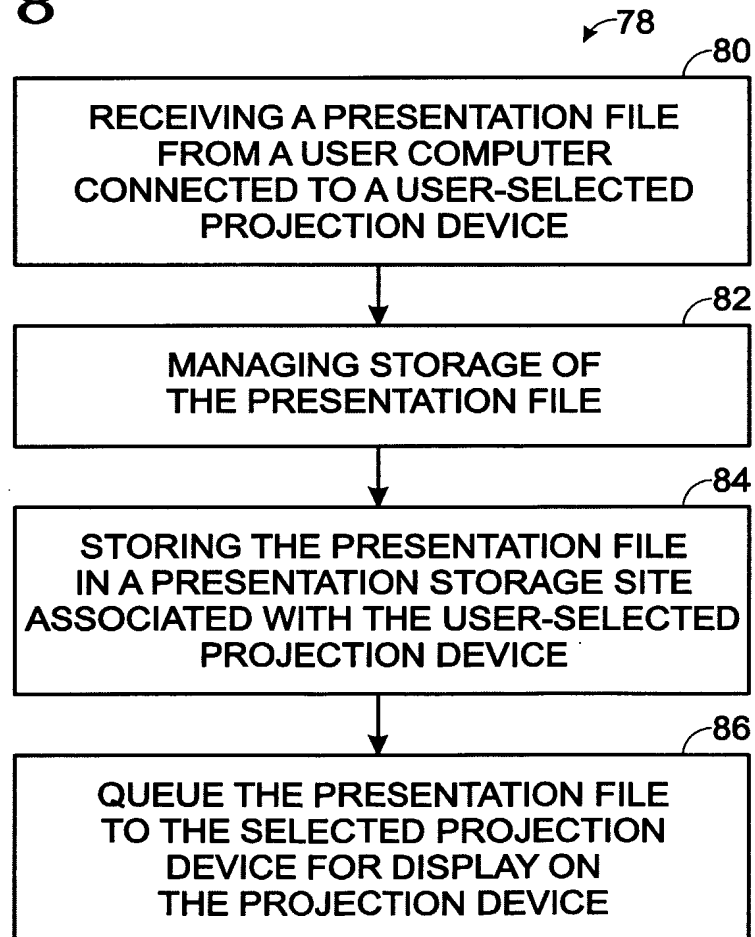 8
78
80
RECEIVING A PRESENTATION FILE
FROM A USER COMPUTER
CONNECTED TO A USER-SELECTED
PROJECTION DEVICE
82
MANAGING STORAGE OF
THE PRESENTATION FILE
84
STORING THE PRESENTATION FILE
IN A PRESENTATION STORAGE SITE
ASSOCIATED WITH THE USER-SELECTED
PROJECTION DEVICE
86
QUEUE THE PRESENTATION FILE
TO THE SELECTED PROJECTION
DEVICE FOR DISPLAY ON
THE PROJECTION DEVICE